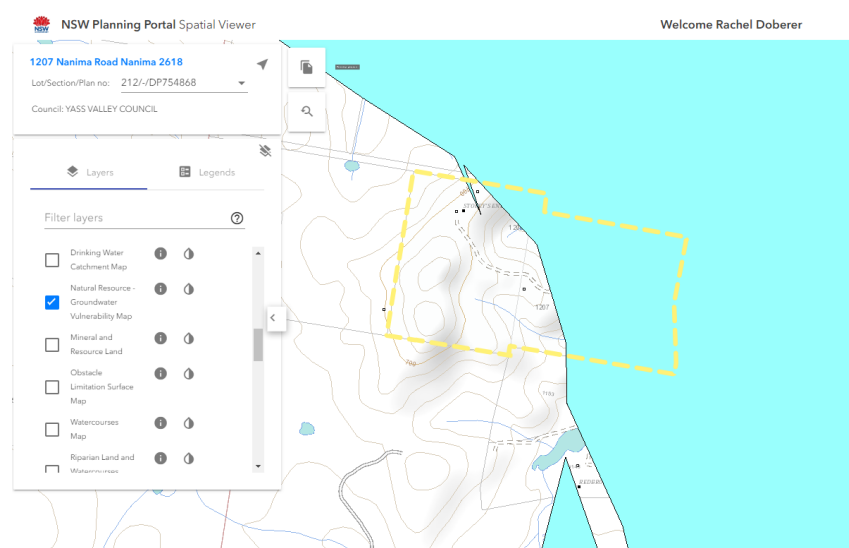 NSW Planning Portal Spatial Viewer
Welcome Rachel Doberer
NSW
1207 Nanima Road Nanima 2618
Lot/Section/Plan no: 212/-/DP754868
Council: YASS VALLEY COUNCIL
Layers
Legends
Filter layers
Drinking Water
Catchment Map
Natural Resource -
Groundwater
Vulnerability Map
Mineral and
Resource Land
Obstacle
Limitation Surface
Map
Watercourses
Map
Riparian Land and
Watercourses
1207